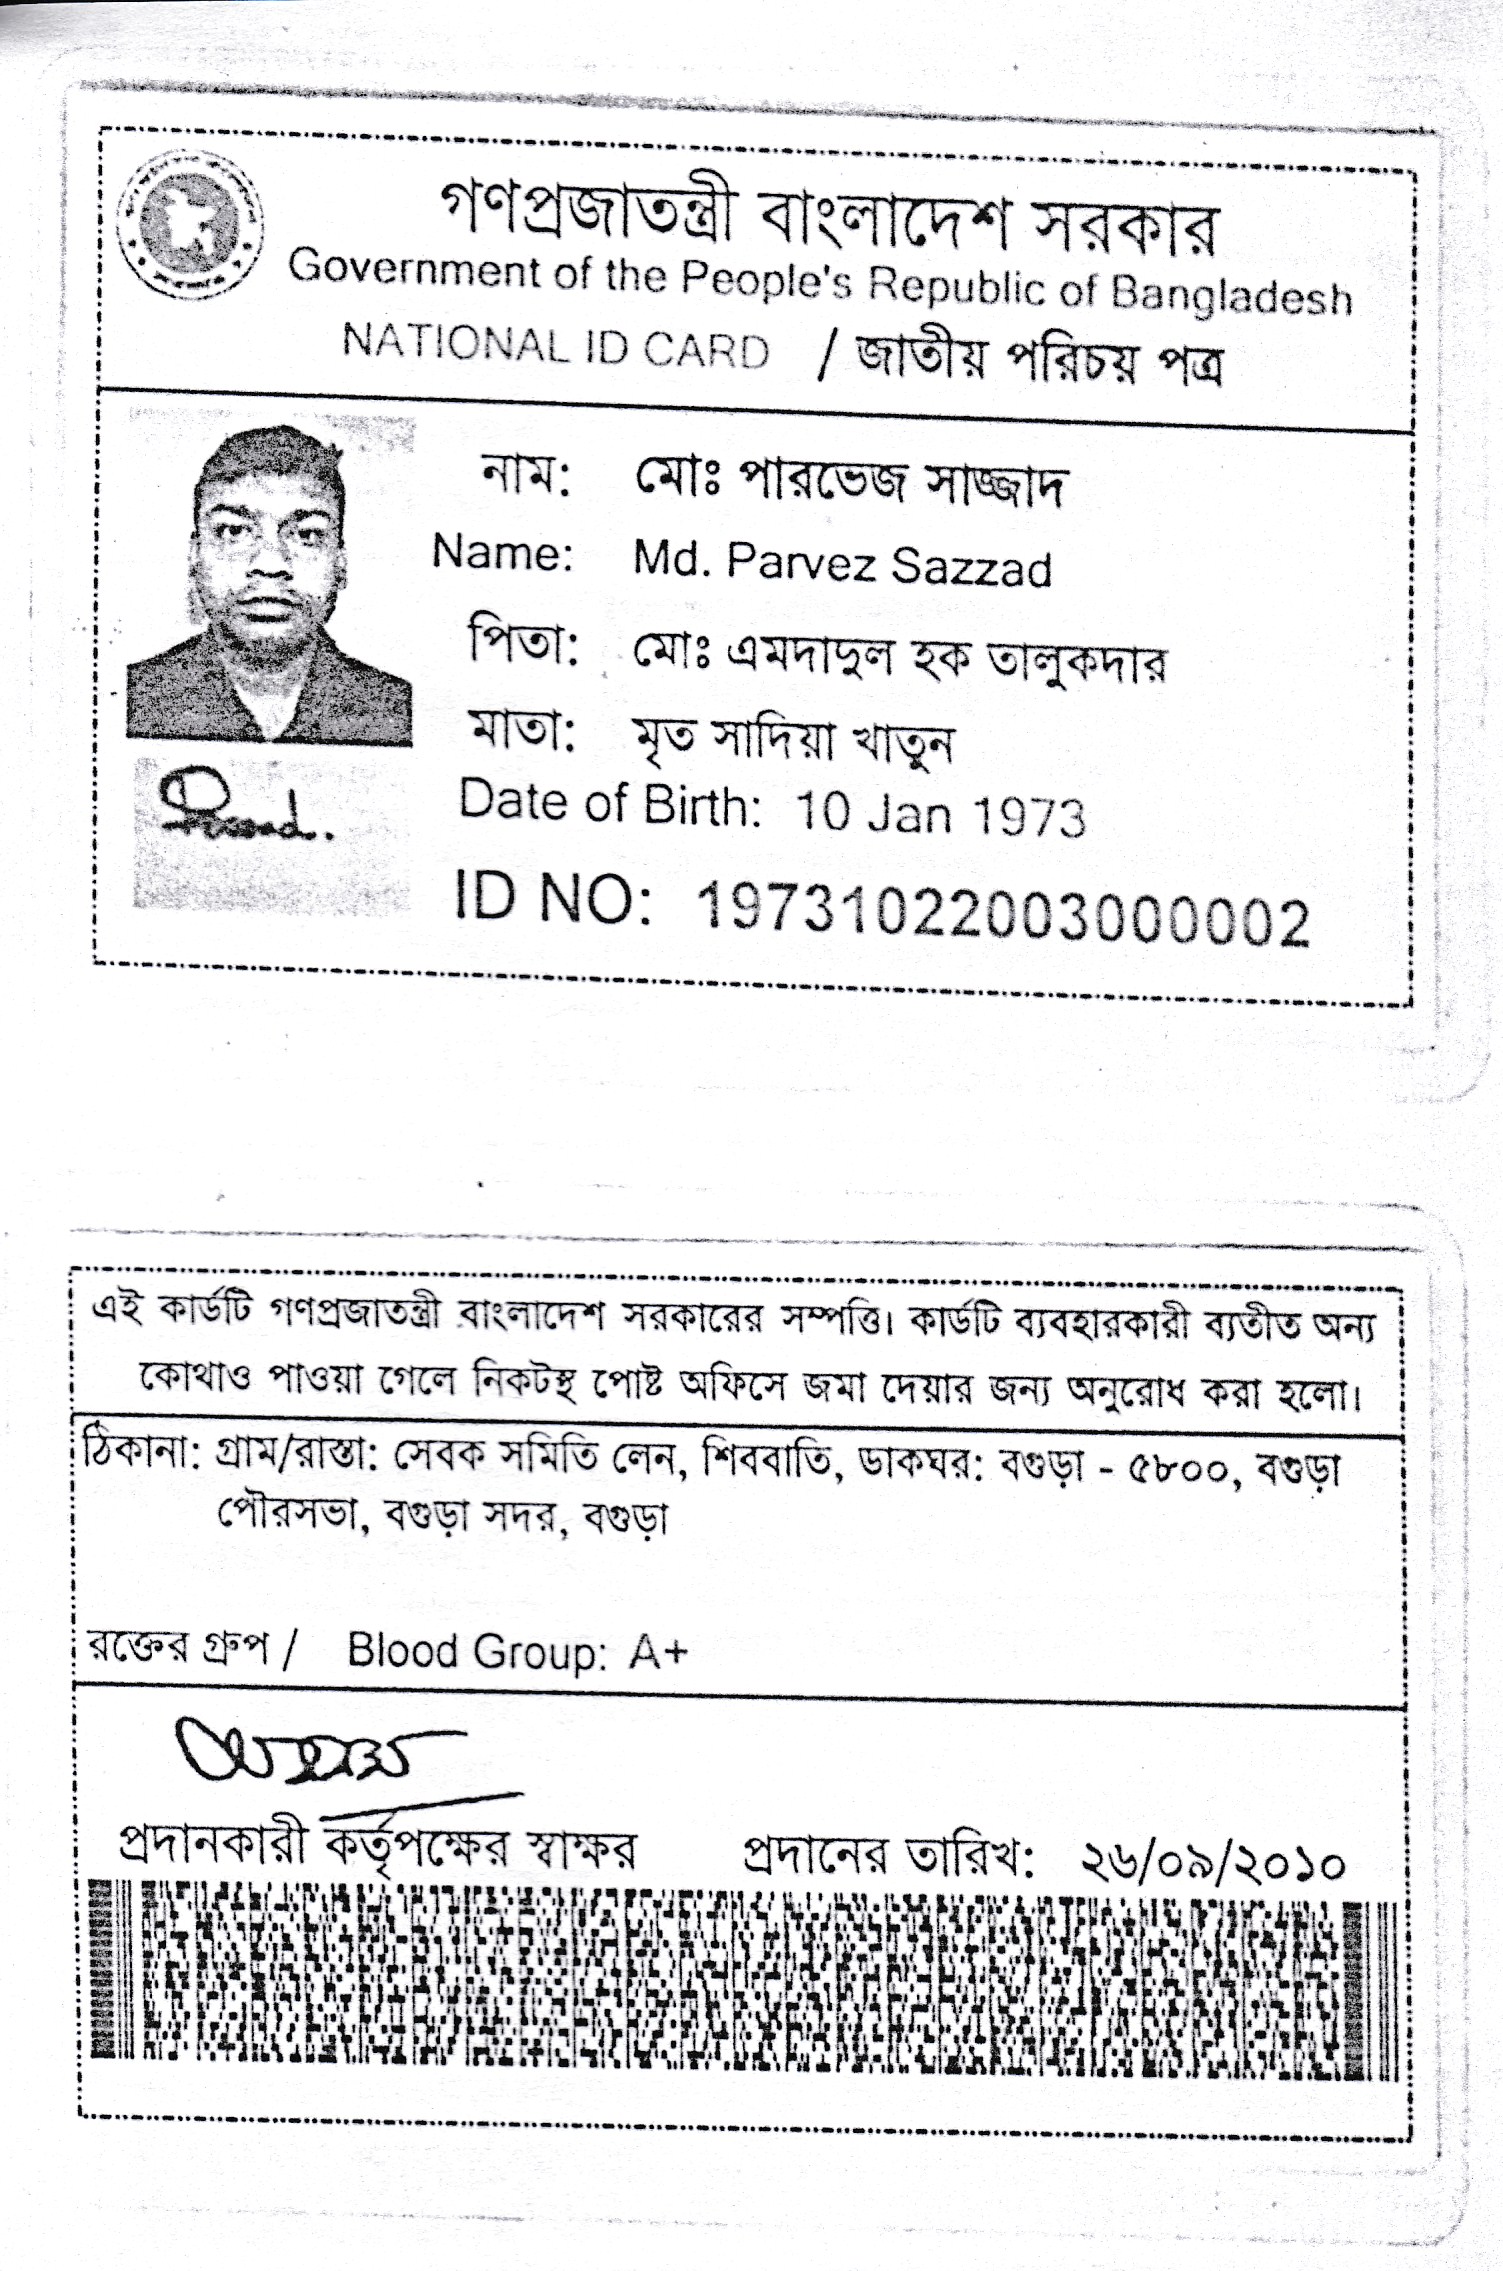 গণপ্রজাতন্ত্রী বাংলাদেশ সরকার
Government of the People's Republic of Bangladesh
NATIONAL ID CARD / জাতীয় পরিচয় পত্র
নাম: মোঃ পারভেজ সাজ্জাদ
Name: Md. Parvez Sazzad
পিতা: মোঃ এমদাদুল হক তালুকদার
মাতা: মৃত সাদিয়া খাতুন
Date of Birth: 10 Jan 1973
ID NO: 19731022003000002
এই কার্ডটি গণপ্রজাতন্ত্রী বাংলাদেশ সরকারের সম্পত্তি। কার্ডটি ব্যবহারকারী ব্যতীত অন্য
কোথাও পাওয়া গেলে নিকটস্থ পোষ্ট অফিসে জমা দেয়ার জন্য অনুরোধ করা হলো।
ঠিকানা: গ্রাম/রাস্তা: সেবক সমিতি লেন, শিববাতি, ডাকঘর: বগুড়া - ৫৮০০, বগুড়া
পৌরসভা, বগুড়া সদর, বগুড়া
রক্তের গ্রুপ / Blood Group: A+
প্রদানকারী কর্তৃপক্ষের স্বাক্ষর প্রদানের তারিখ: ২৬/০৯/২০১০